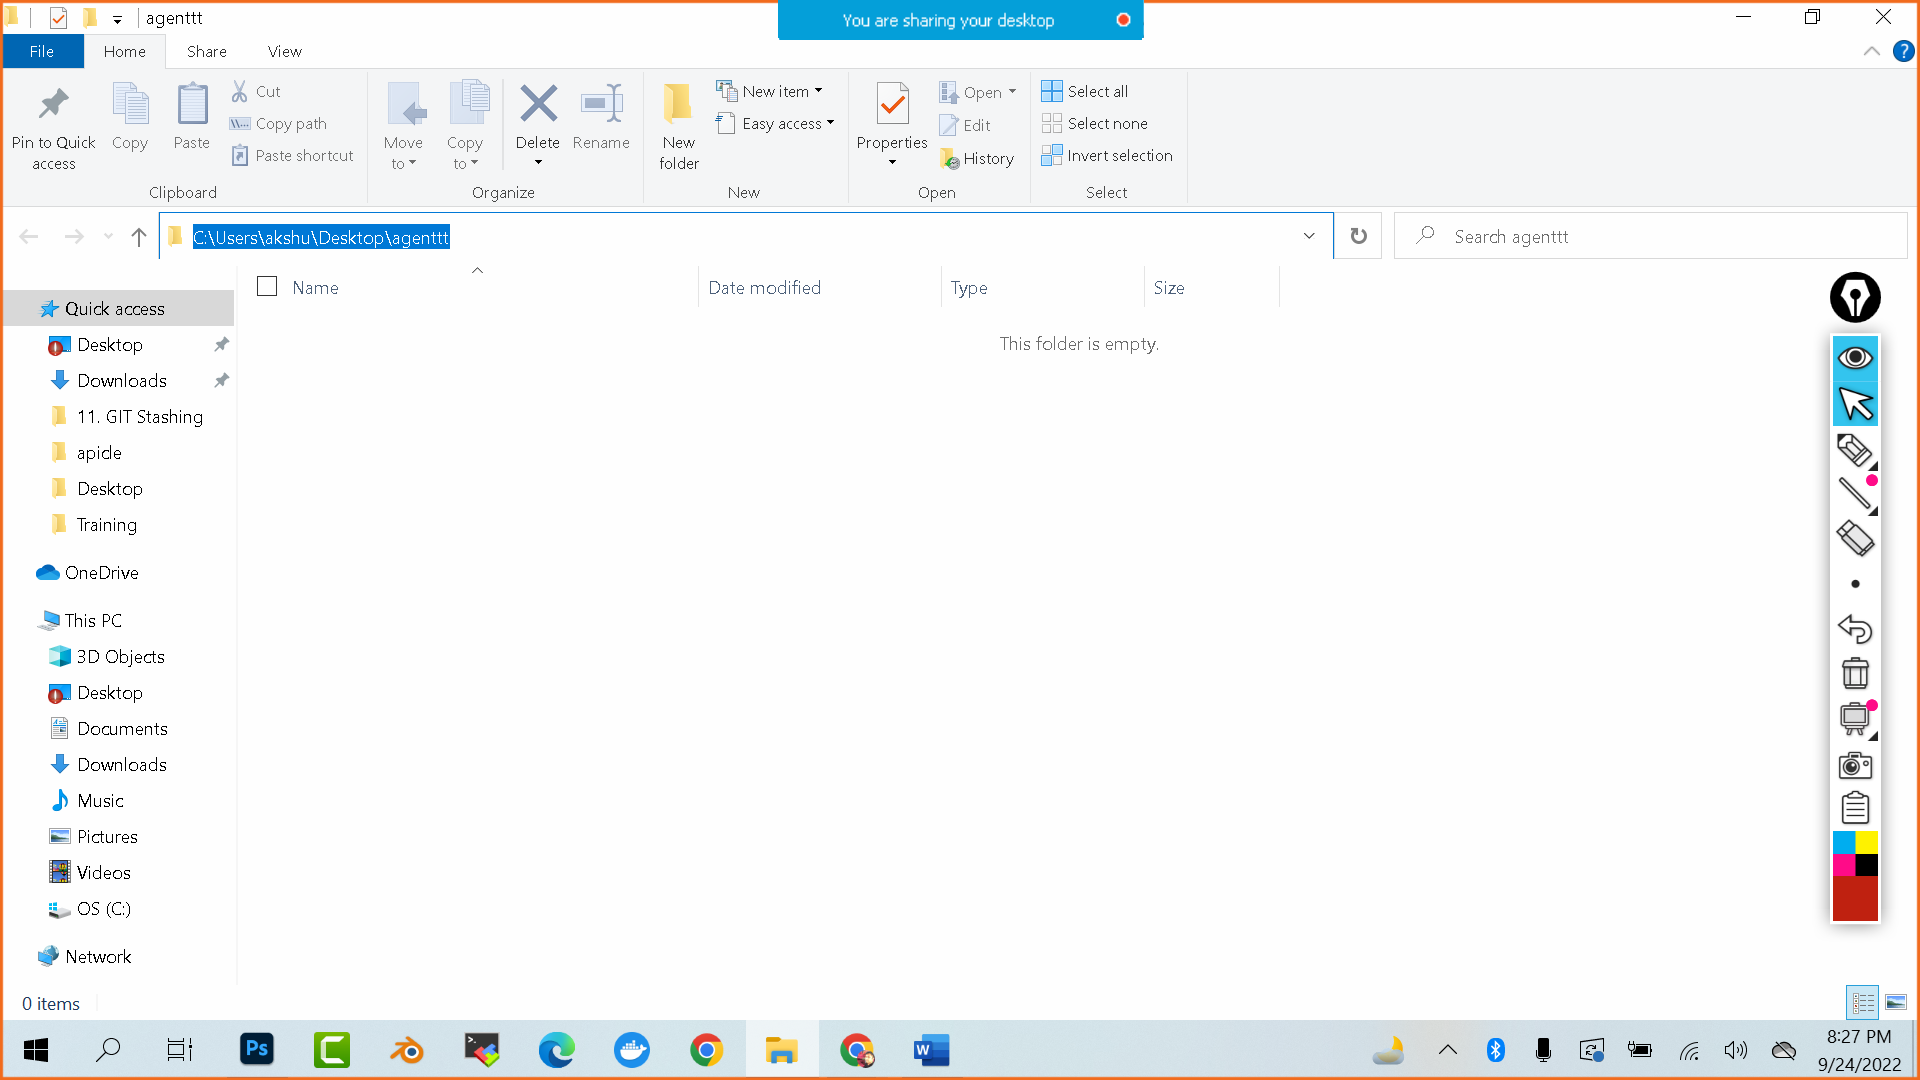 agenttt
You are sharing your desktop
File
Home
Share
View
Pin to Quick access
Copy
Paste
Cut
Copy path
Paste shortcut
Clipboard
Move to
Copy to
Delete
Rename
Organize
New folder
New item
Easy access
New
Properties
Open
Edit
History
Open
Select all
Select none
Invert selection
Select
C:\Users\akshu\Desktop\agenttt
Search agenttt
Name
Date modified
Type
Size
This folder is empty.
Quick access
Desktop
Downloads
11. GIT Stashing
apicle
Desktop
Training
OneDrive
This PC
3D Objects
Desktop
Documents
Downloads
Music
Pictures
Videos
OS (C:)
Network
0 items
Ps
W
8:27 PM
9/24/2022